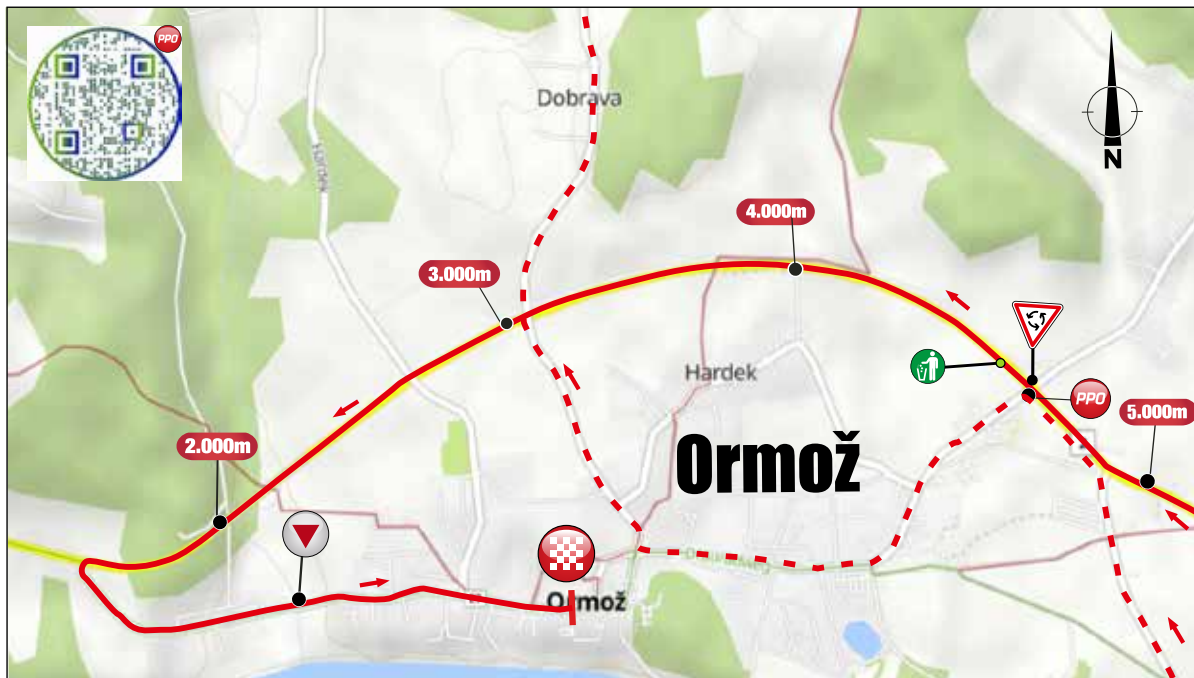 PPO
Dobrava
Hardek
N
4.000m
3.000m
Hardek
PPO
5.000m
2.000m
Ormož
Ormož